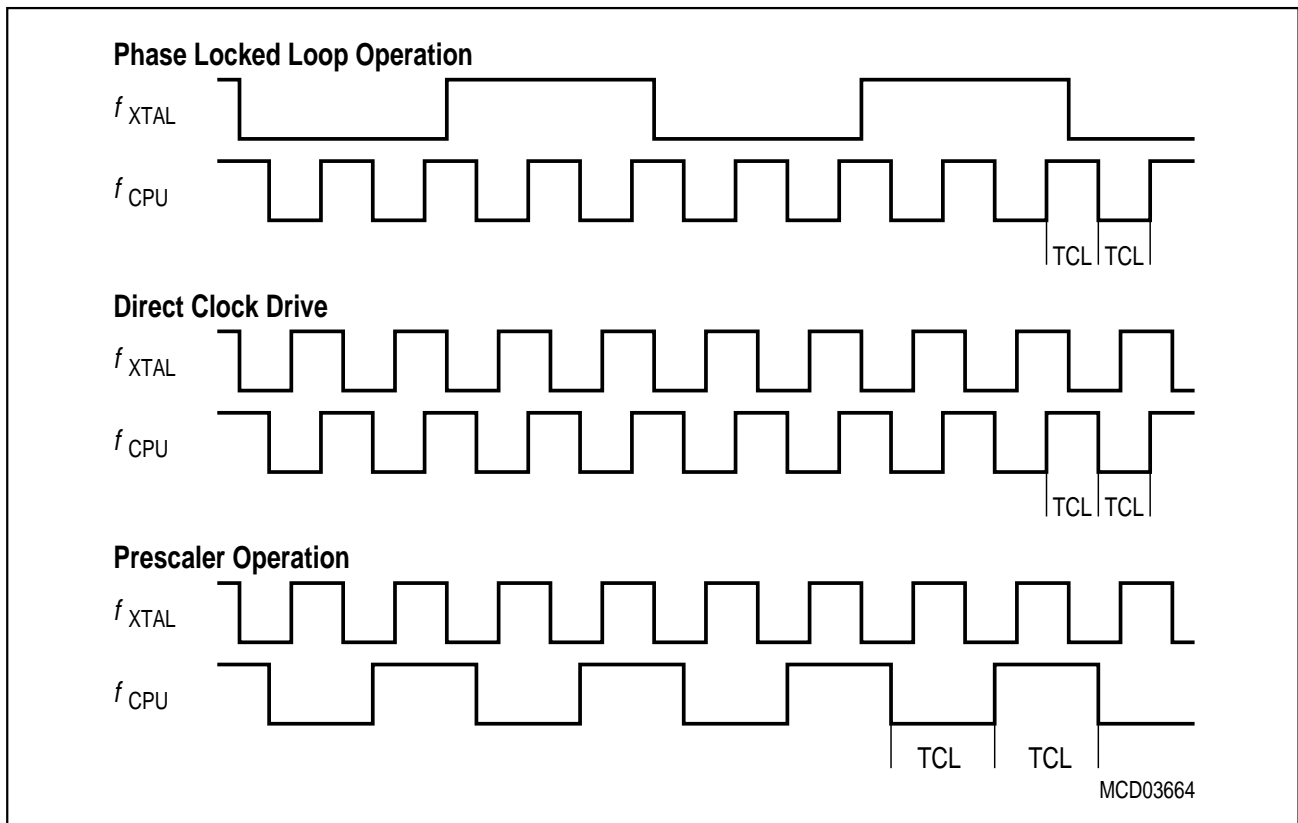 Phase Locked Loop Operation
f XTAL
f CPU
TCL TCL
Direct Clock Drive
f XTAL
f CPU
TCL TCL
Prescaler Operation
f XTAL
f CPU
TCL TCL
MCD03664